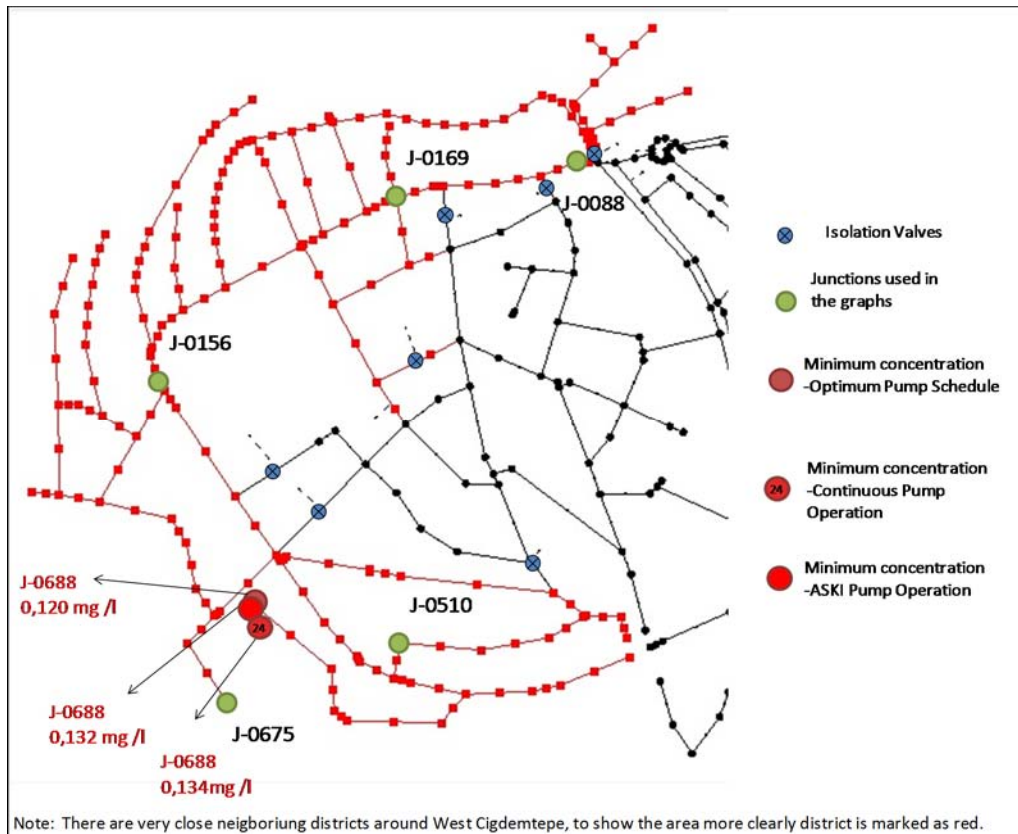 J-0169
J-0088
Isolation Valves
Junctions used in
the graphs
J-0156
Minimum concentration
-Optimum Pump Schedule
24
Minimum concentration
-Continuous Pump
Operation
J-0688
0,120 mg /l
J-0510
Minimum concentration
-ASKI Pump Operation
24
J-0688
0,132 mg /l
J-0675
J-0688
0,134mg /l
Note: There are very close neigboriung districts around West Cigdemtepe, to show the area more clearly district is marked as red.